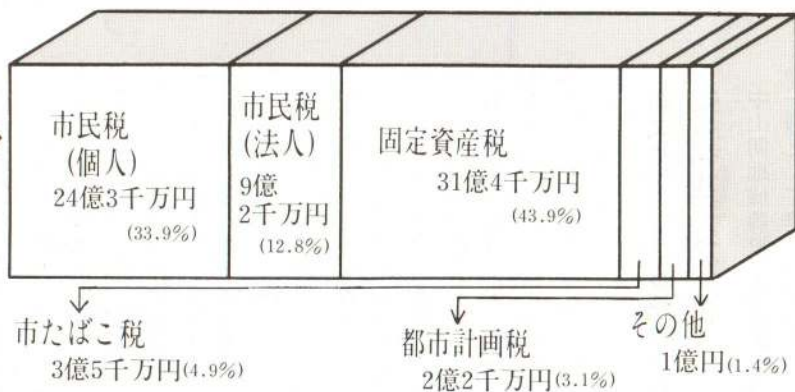 市民税
(個人)
24億3千万円
(33.9%)
市民税
(法人)
9億
2千万円
(12.8%)
固定資産税
31億4千万円
(43.9%)
市たばこ税
3億5千万円(4.9%)
都市計画税
2億2千万円(3.1%)
その他
1億円(1.4%)